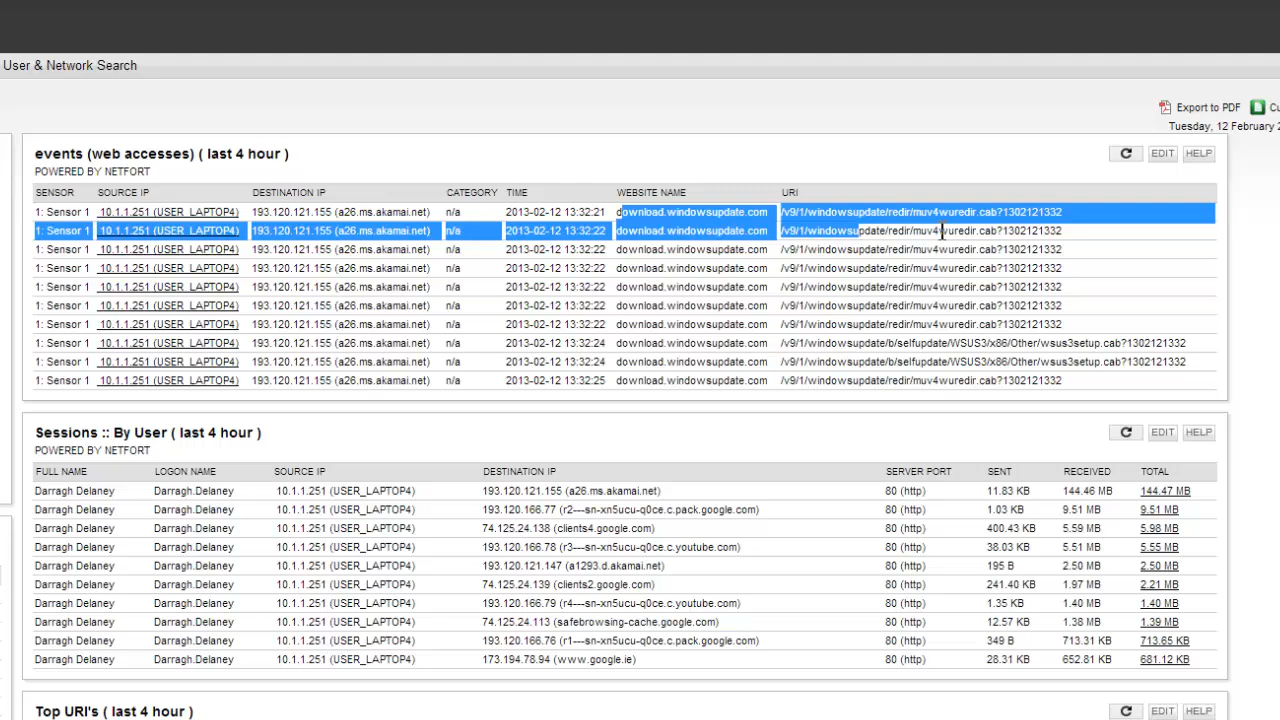 User & Network Search
Export to PDF Cu
Tuesday, 12 February 2
events (web accesses) ( last 4 hour )
EDIT HELP
POWERED BY NETFORT
SENSOR SOURCE IP DESTINATION IP CATEGORY TIME WEBSITE NAME URI
1: Sensor 1 10.1.1.251 (USER_LAPTOP4) 193.120.121.155 (a26.ms.akamai.net) n/a 2013-02-12 13:32:21 download.windowsupdate.com /v9/1/windowsupdate/redir/muv4wuredir.cab?1302121332
1: Sensor 1 10.1.1.251 (USER_LAPTOP4) 193.120.121.155 (a26.ms.akamai.net) n/a 2013-02-12 13:32:22 download.windowsupdate.com /v9/1/windowsupdate/redir/muv4wuredir.cab?1302121332
1: Sensor 1 10.1.1.251 (USER_LAPTOP4) 193.120.121.155 (a26.ms.akamai.net) n/a 2013-02-12 13:32:22 download.windowsupdate.com /v9/1/windowsupdate/redir/muv4wuredir.cab?1302121332
1: Sensor 1 10.1.1.251 (USER_LAPTOP4) 193.120.121.155 (a26.ms.akamai.net) n/a 2013-02-12 13:32:22 download.windowsupdate.com /v9/1/windowsupdate/redir/muv4wuredir.cab?1302121332
1: Sensor 1 10.1.1.251 (USER_LAPTOP4) 193.120.121.155 (a26.ms.akamai.net) n/a 2013-02-12 13:32:22 download.windowsupdate.com /v9/1/windowsupdate/redir/muv4wuredir.cab?1302121332
1: Sensor 1 10.1.1.251 (USER_LAPTOP4) 193.120.121.155 (a26.ms.akamai.net) n/a 2013-02-12 13:32:22 download.windowsupdate.com /v9/1/windowsupdate/redir/muv4wuredir.cab?1302121332
1: Sensor 1 10.1.1.251 (USER_LAPTOP4) 193.120.121.155 (a26.ms.akamai.net) n/a 2013-02-12 13:32:22 download.windowsupdate.com /v9/1/windowsupdate/redir/muv4wuredir.cab?1302121332
1: Sensor 1 10.1.1.251 (USER_LAPTOP4) 193.120.121.155 (a26.ms.akamai.net) n/a 2013-02-12 13:32:24 download.windowsupdate.com /v9/1/windowsupdate/b/selfupdate/WSUS3/x86/Other/wsus3setup.cab?1302121332
1: Sensor 1 10.1.1.251 (USER_LAPTOP4) 193.120.121.155 (a26.ms.akamai.net) n/a 2013-02-12 13:32:24 download.windowsupdate.com /v9/1/windowsupdate/b/selfupdate/WSUS3/x86/Other/wsus3setup.cab?1302121332
1: Sensor 1 10.1.1.251 (USER_LAPTOP4) 193.120.121.155 (a26.ms.akamai.net) n/a 2013-02-12 13:32:25 download.windowsupdate.com /v9/1/windowsupdate/redir/muv4wuredir.cab?1302121332
Sessions :: By User ( last 4 hour )
EDIT HELP
POWERED BY NETFORT
FULL NAME LOGON NAME SOURCE IP DESTINATION IP SERVER PORT SENT RECEIVED TOTAL
Darragh Delaney Darragh.Delaney 10.1.1.251 (USER_LAPTOP4) 193.120.121.155 (a26.ms.akamai.net) 80 (http) 11.83 KB 144.46 MB 144.47 MB
Darragh Delaney Darragh.Delaney 10.1.1.251 (USER_LAPTOP4) 193.120.166.77 (r2---sn-xn5ucu-q0ce.c.pack.google.com) 80 (http) 1.03 KB 9.51 MB 9.51 MB
Darragh Delaney Darragh.Delaney 10.1.1.251 (USER_LAPTOP4) 74.125.24.138 (clients4.google.com) 80 (http) 400.43 KB 5.59 MB 5.98 MB
Darragh Delaney Darragh.Delaney 10.1.1.251 (USER_LAPTOP4) 193.120.166.78 (r3---sn-xn5ucu-q0ce.c.youtube.com) 80 (http) 38.03 KB 5.51 MB 5.55 MB
Darragh Delaney Darragh.Delaney 10.1.1.251 (USER_LAPTOP4) 193.120.121.147 (a1293.d.akamai.net) 80 (http) 195 B 2.50 MB 2.50 MB
Darragh Delaney Darragh.Delaney 10.1.1.251 (USER_LAPTOP4) 74.125.24.139 (clients2.google.com) 80 (http) 241.40 KB 1.97 MB 2.21 MB
Darragh Delaney Darragh.Delaney 10.1.1.251 (USER_LAPTOP4) 193.120.166.79 (r4---sn-xn5ucu-q0ce.c.youtube.com) 80 (http) 1.35 KB 1.40 MB 1.40 MB
Darragh Delaney Darragh.Delaney 10.1.1.251 (USER_LAPTOP4) 74.125.24.113 (safebrowsing-cache.google.com) 80 (http) 12.57 KB 1.38 MB 1.39 MB
Darragh Delaney Darragh.Delaney 10.1.1.251 (USER_LAPTOP4) 193.120.166.76 (r1---sn-xn5ucu-q0ce.c.pack.google.com) 80 (http) 349 B 713.31 KB 713.65 KB
Darragh Delaney Darragh.Delaney 10.1.1.251 (USER_LAPTOP4) 173.194.78.94 (www.google.ie) 80 (http) 28.31 KB 652.81 KB 681.12 KB
Top URI's ( last 4 hour )
EDIT HELP